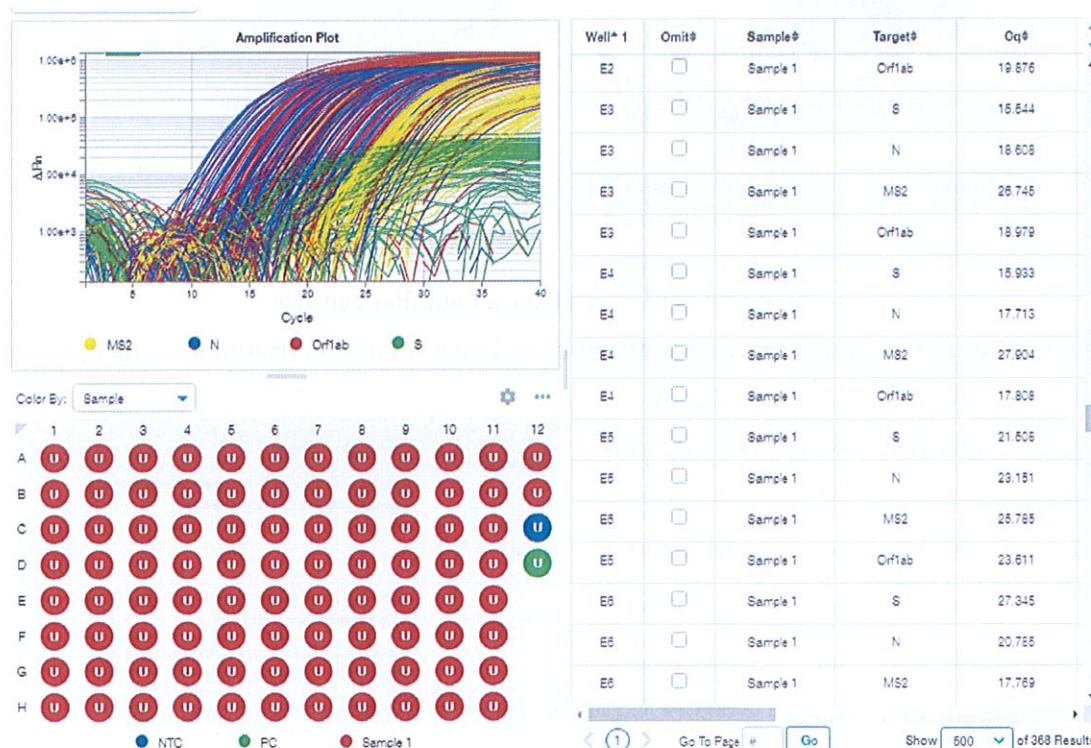 Amplification Plot
1.00e+6
1.00e+5
1.00e+4
1.00e+3
ΔRn
5 10 15 20 25 30 35 40
Cycle
MS2 N Orf1ab S
Color By: Sample
1 2 3 4 5 6 7 8 9 10 11 12
A U U U U U U U U U U U U
B U U U U U U U U U U U U
C U U U U U U U U U U U U
D U U U U U U U U U U U U
E U U U U U U U U U U U
F U U U U U U U U U U U
G U U U U U U U U U U U
H U U U U U U U U U U U
NTC PC Sample 1
Well 1 Omit Sample Target Cq
E2 Sample 1 Orf1ab 19.876
E3 Sample 1 S 15.544
E3 Sample 1 N 18.608
E3 Sample 1 MS2 26.745
E3 Sample 1 Orf1ab 18.979
E4 Sample 1 S 15.933
E4 Sample 1 N 17.713
E4 Sample 1 MS2 27.904
E4 Sample 1 Orf1ab 17.808
E5 Sample 1 S 21.508
E5 Sample 1 N 23.151
E5 Sample 1 MS2 25.785
E5 Sample 1 Orf1ab 23.611
E6 Sample 1 S 27.345
E6 Sample 1 N 20.785
E6 Sample 1 MS2 17.769
1 Go To Page # Go Show 500 of 368 Results